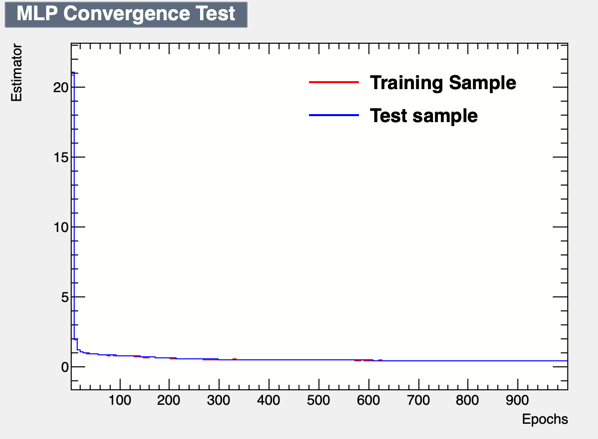 MLP Convergence Test
Estimator
Training Sample
Test sample
20
15
10
5
0
100 200 300 400 500 600 700 800 900
Epochs